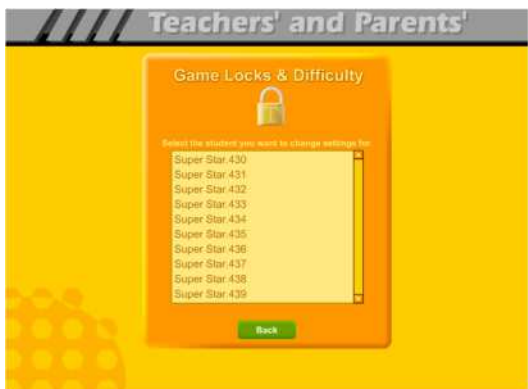 Teachers' and Parents'
Game Locks & Difficulty
Select the student you want to change settings for:
Super Star.430
Super Star.431
Super Star.432
Super Star.433
Super Star.434
Super Star.435
Super Star.436
Super Star.437
Super Star.438
Super Star.439
Back